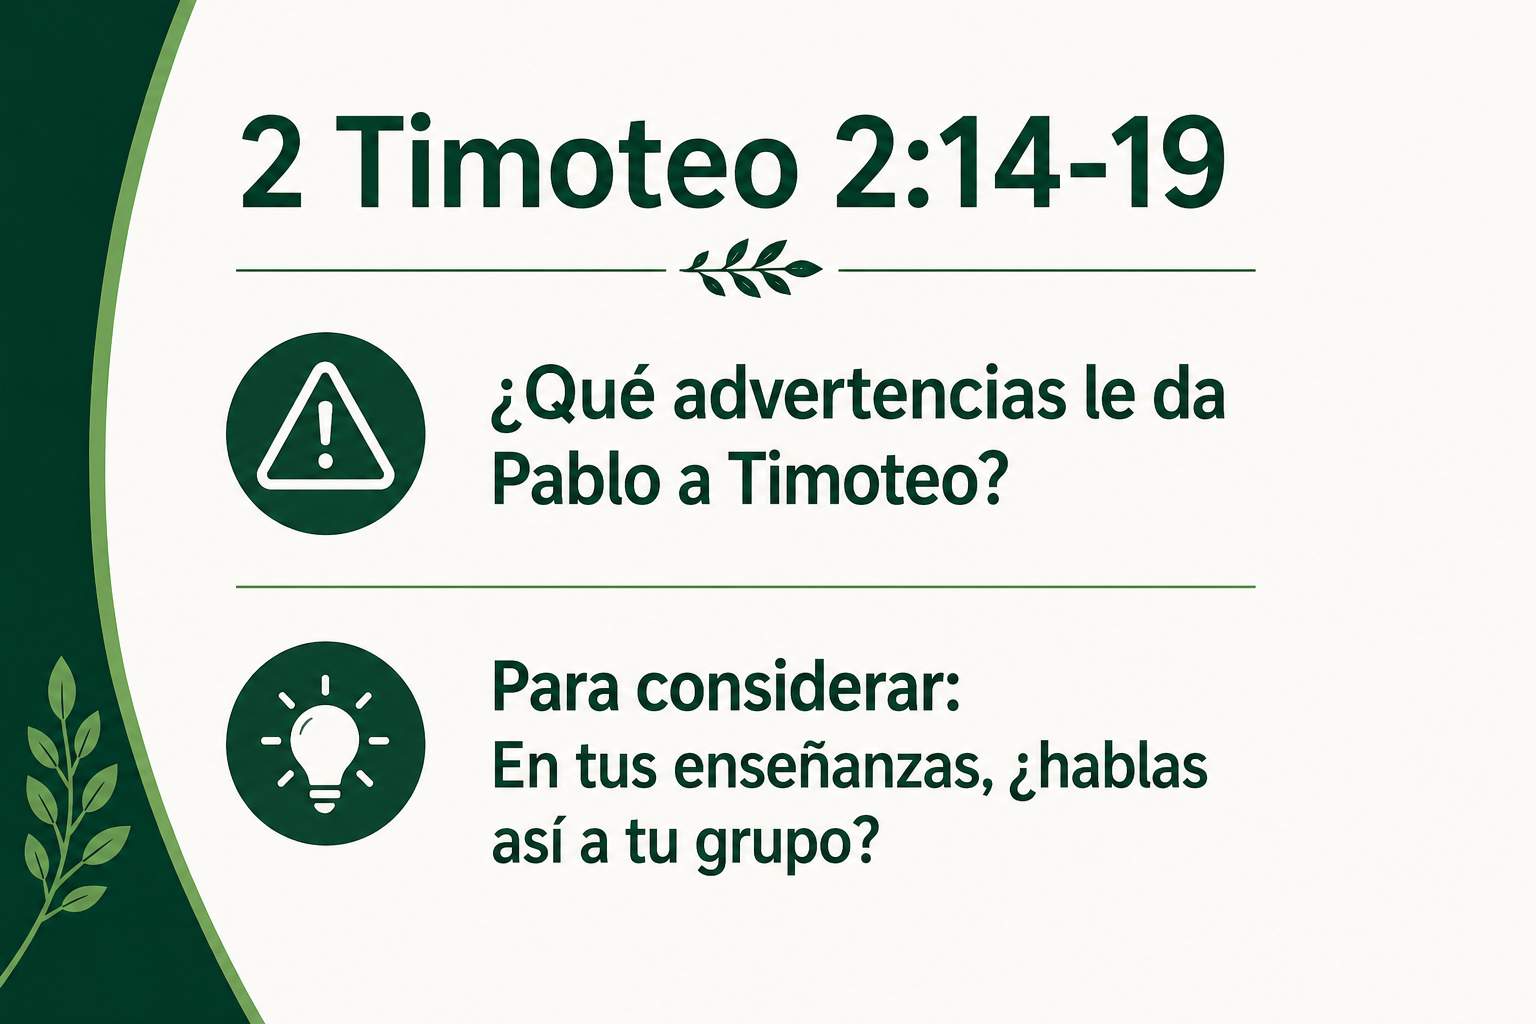 2 Timoteo 2:14-19
¿Qué advertencias le da
Pablo a Timoteo?
Para considerar:
En tus enseñanzas, ¿hablas
así a tu grupo?